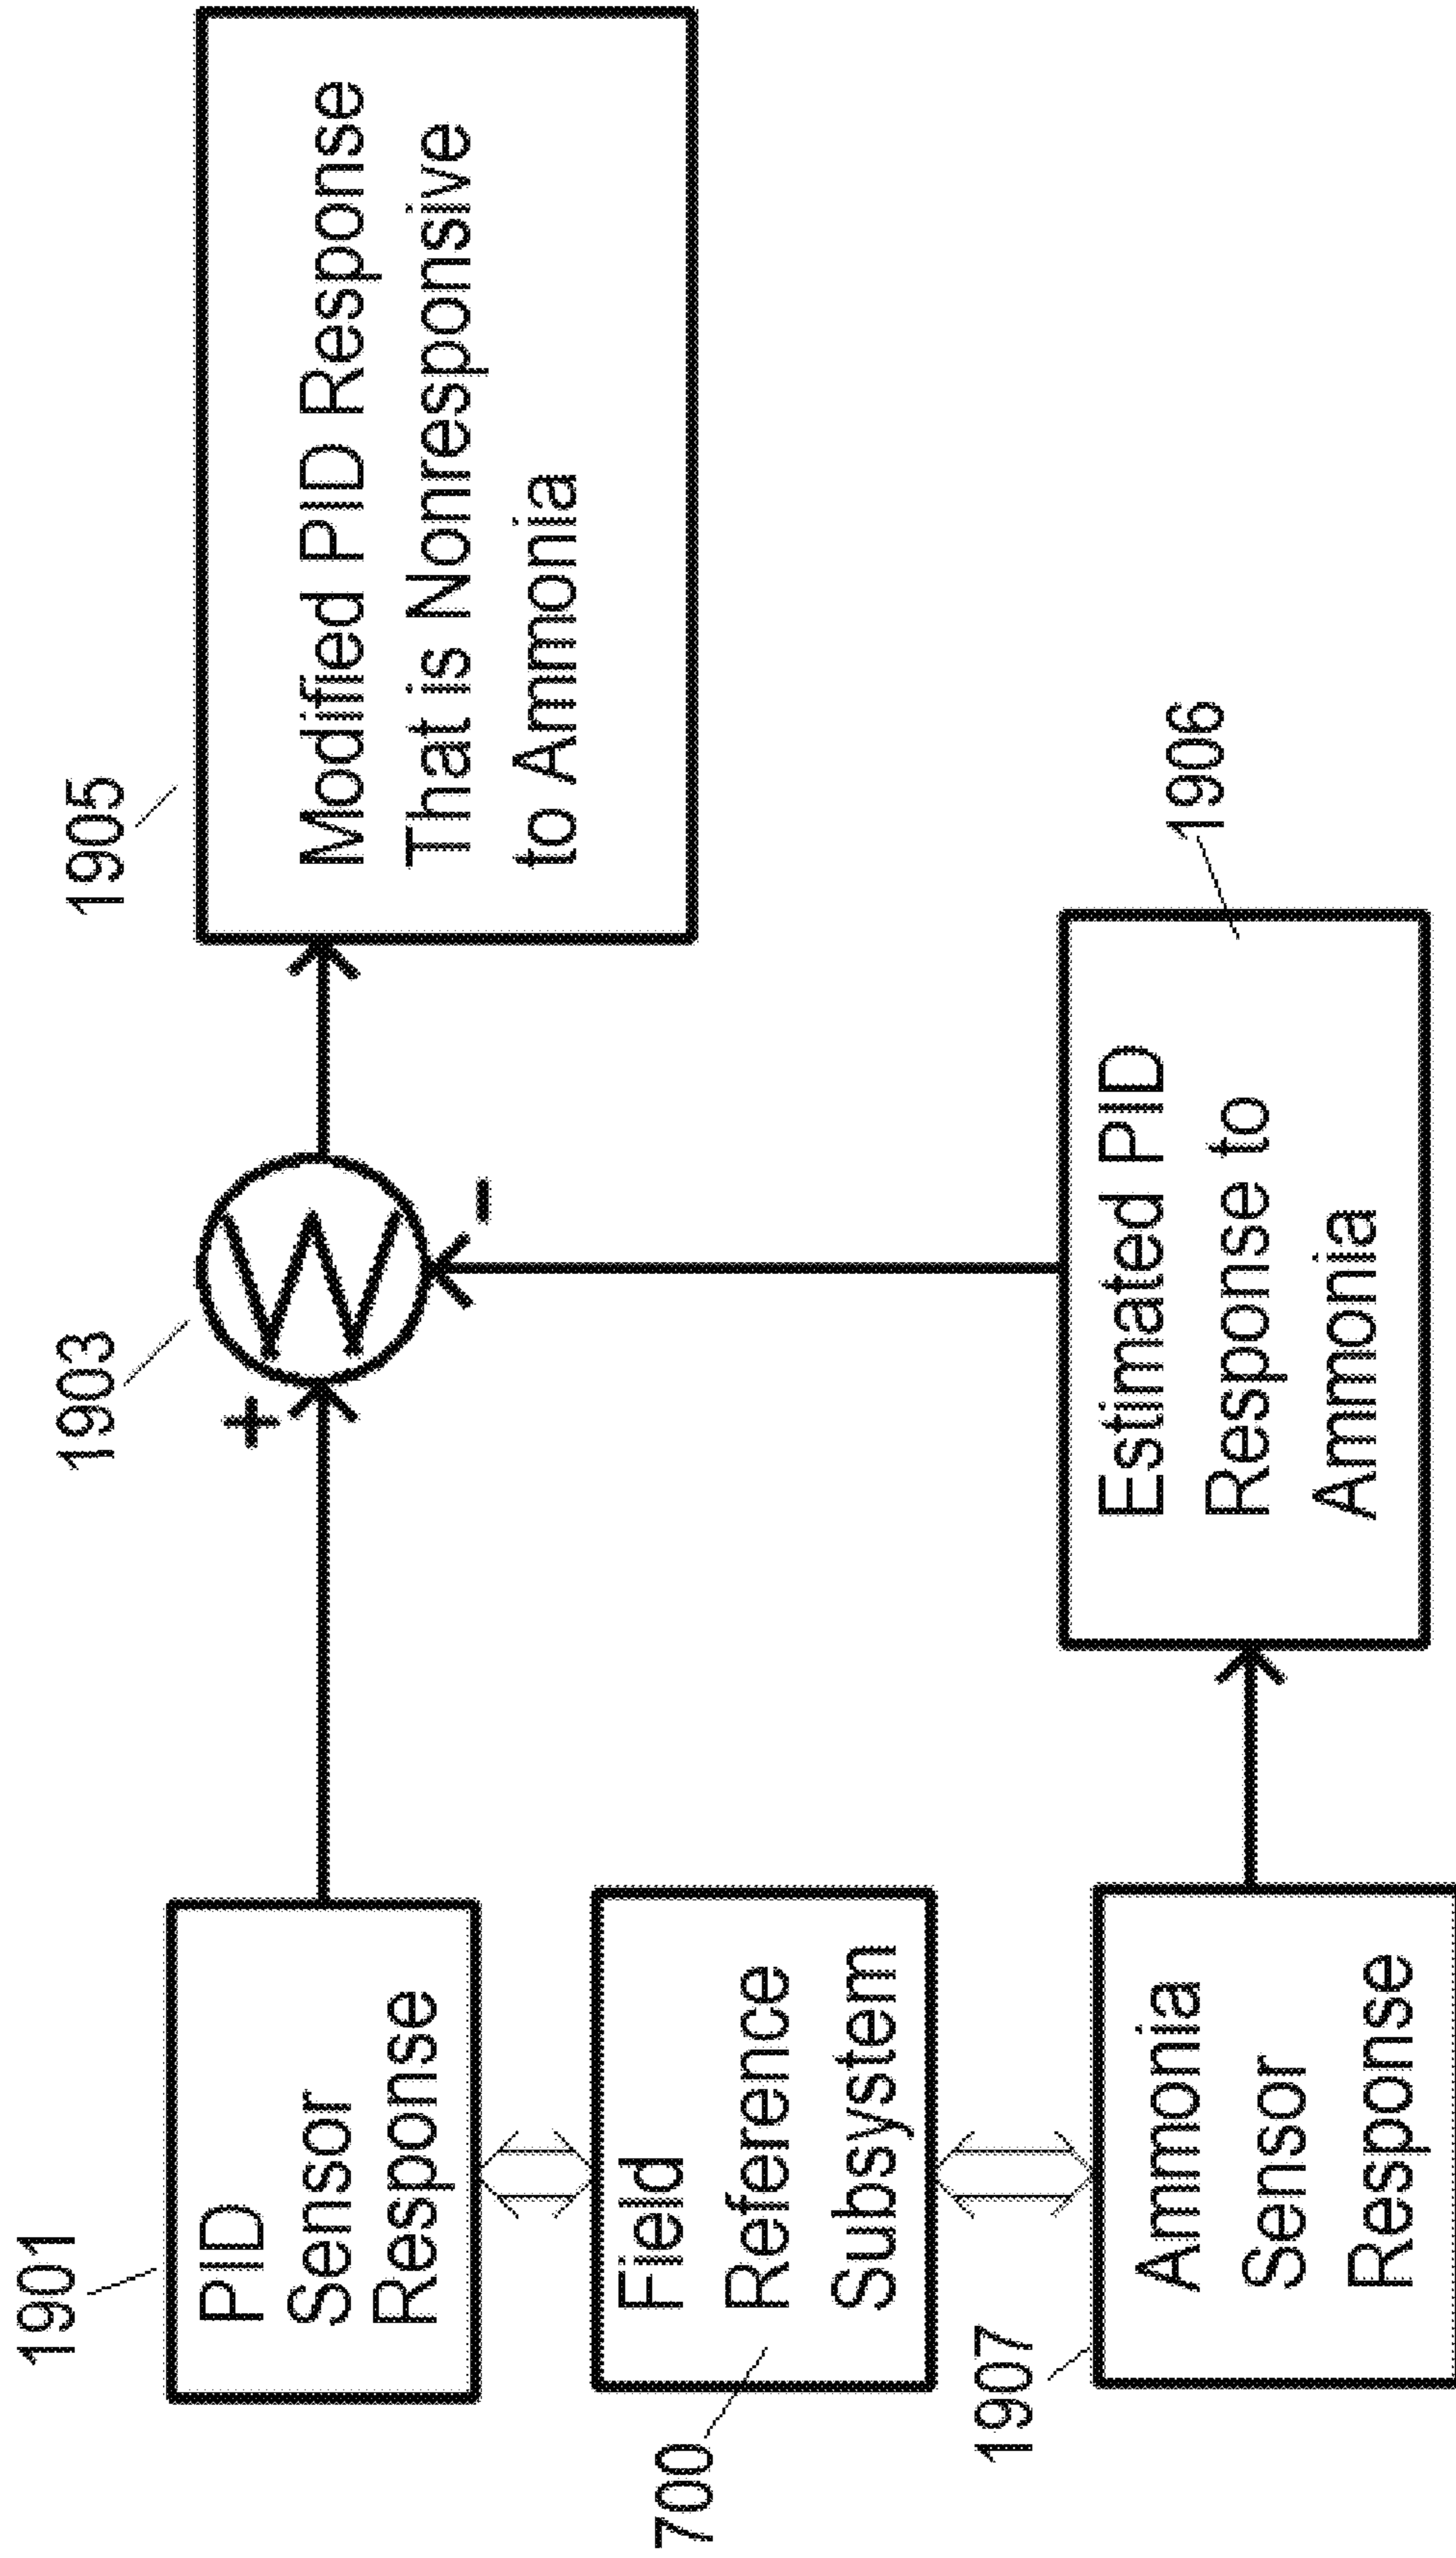 1901
PID
Sensor
Response
+
1903
-
1905
Modified PID Response
That is Nonresponsive
to Ammonia
700
Field
Reference
Subsystem
1907
Ammonia
Sensor
Response
Estimated PID
Response to
Ammonia
1906